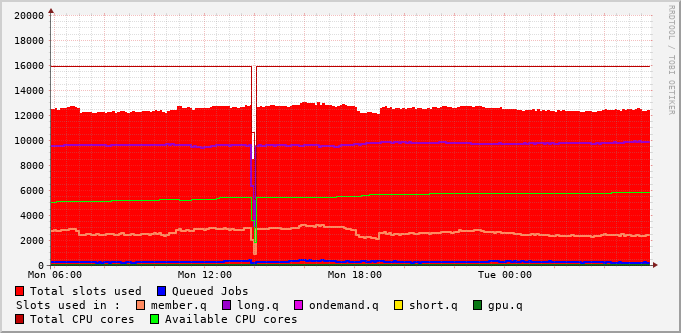 20000
18000
16000
14000
12000
10000
8000
6000
4000
2000
0
Mon 06:00 Mon 12:00 Mon 18:00 Tue 00:00
RRDTOOL / TOBI OETIKER
Total slots used Queued Jobs
Slots used in : member.q long.q ondemand.q short.q gpu.q
Total CPU cores Available CPU cores